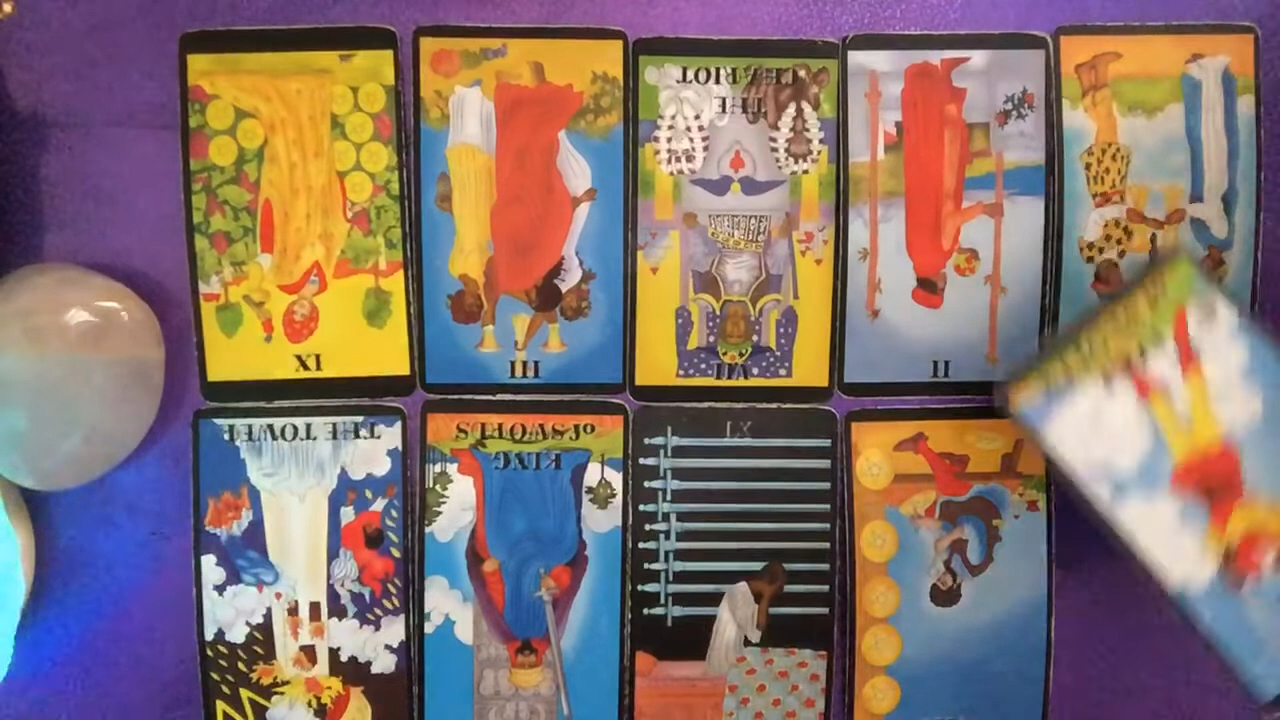 IX
III
THE
CHARIOT
VII
II
THE TOWER
KING
of SWORDS
IX